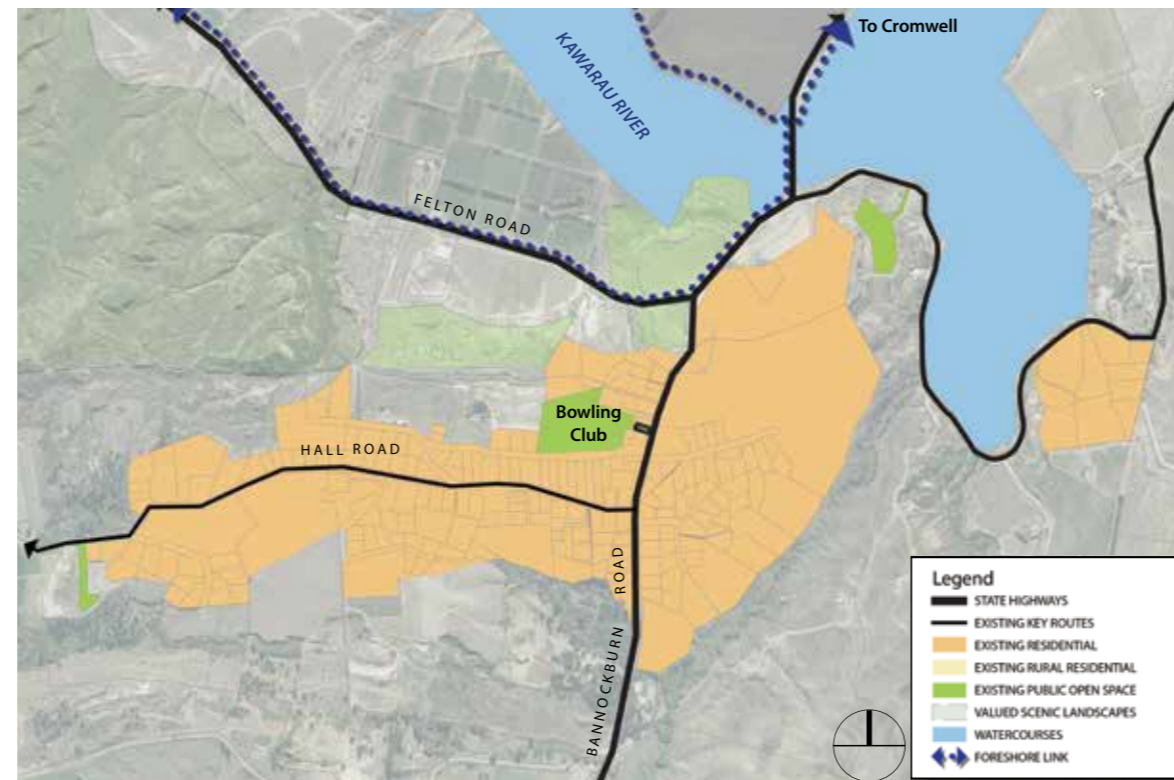 To Cromwell
KAWARAU RIVER
FELTON ROAD
Bowling
Club
HALL ROAD
BANNOCKBURN ROAD
Legend
STATE HIGHWAYS
EXISTING KEY ROUTES
EXISTING RESIDENTIAL
EXISTING RURAL RESIDENTIAL
EXISTING PUBLIC OPEN SPACE
VALUED SCENIC LANDSCAPES
WATERCOURSES
FORESHORE LINK